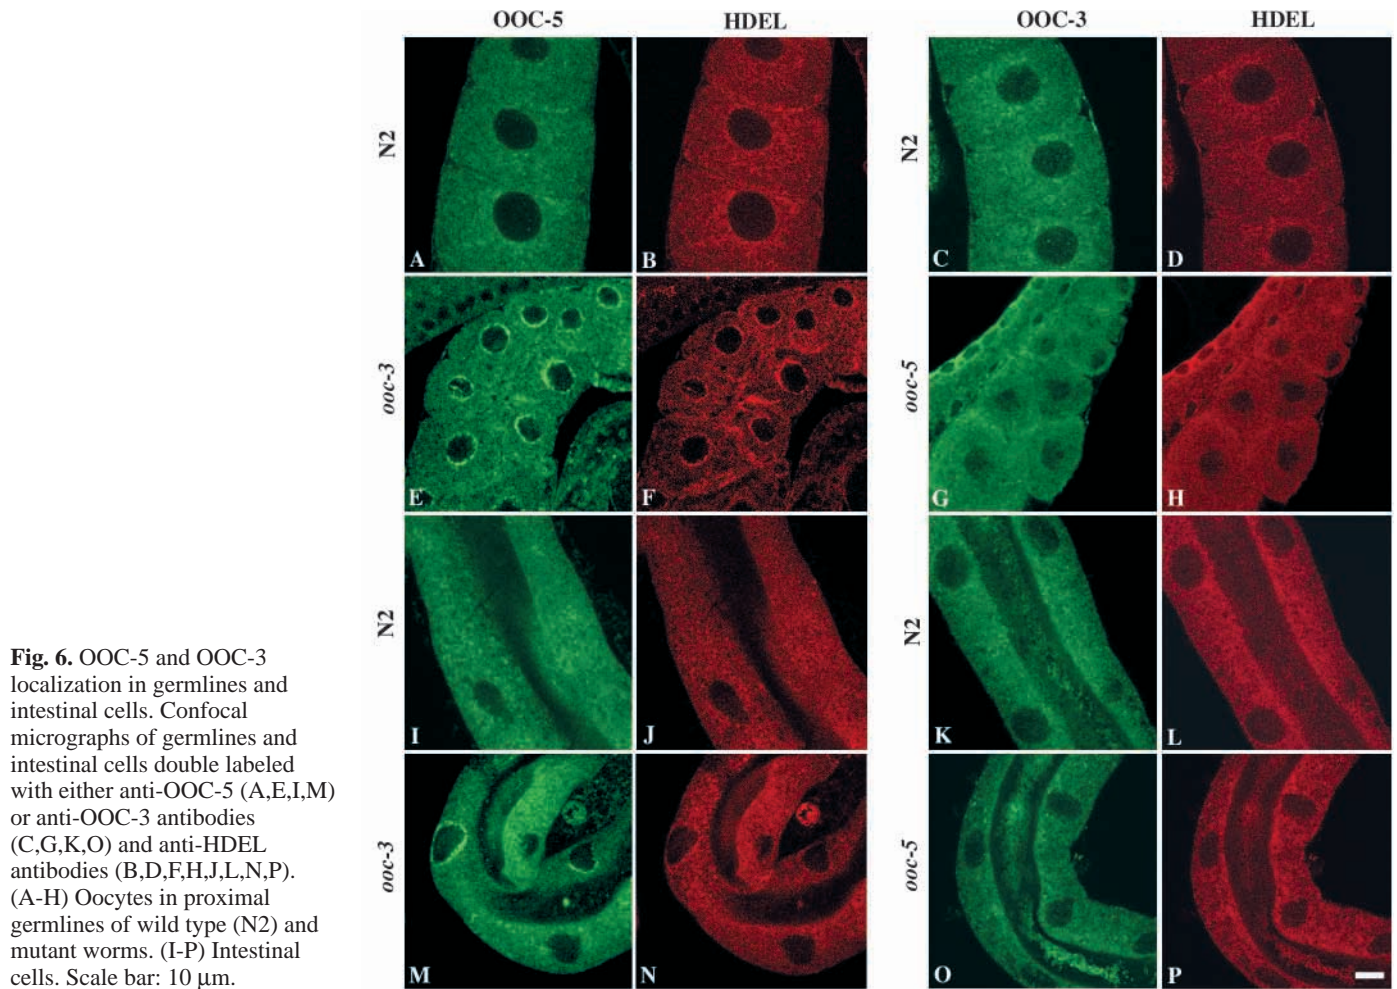 OOC-5 HDEL OOC-3 HDEL
N2 N2
A B C D
ooc-3 ooc-5
E F G H
N2 N2
I J K L
ooc-3 ooc-5
M N O P
Fig. 6. OOC-5 and OOC-3
localization in germlines and
intestinal cells. Confocal
micrographs of germlines and
intestinal cells double labeled
with either anti-OOC-5 (A,E,I,M)
or anti-OOC-3 antibodies
(C,G,K,O) and anti-HDEL
antibodies (B,D,F,H,J,L,N,P).
(A-H) Oocytes in proximal
germlines of wild type (N2) and
mutant worms. (I-P) Intestinal
cells. Scale bar: 10 μm.